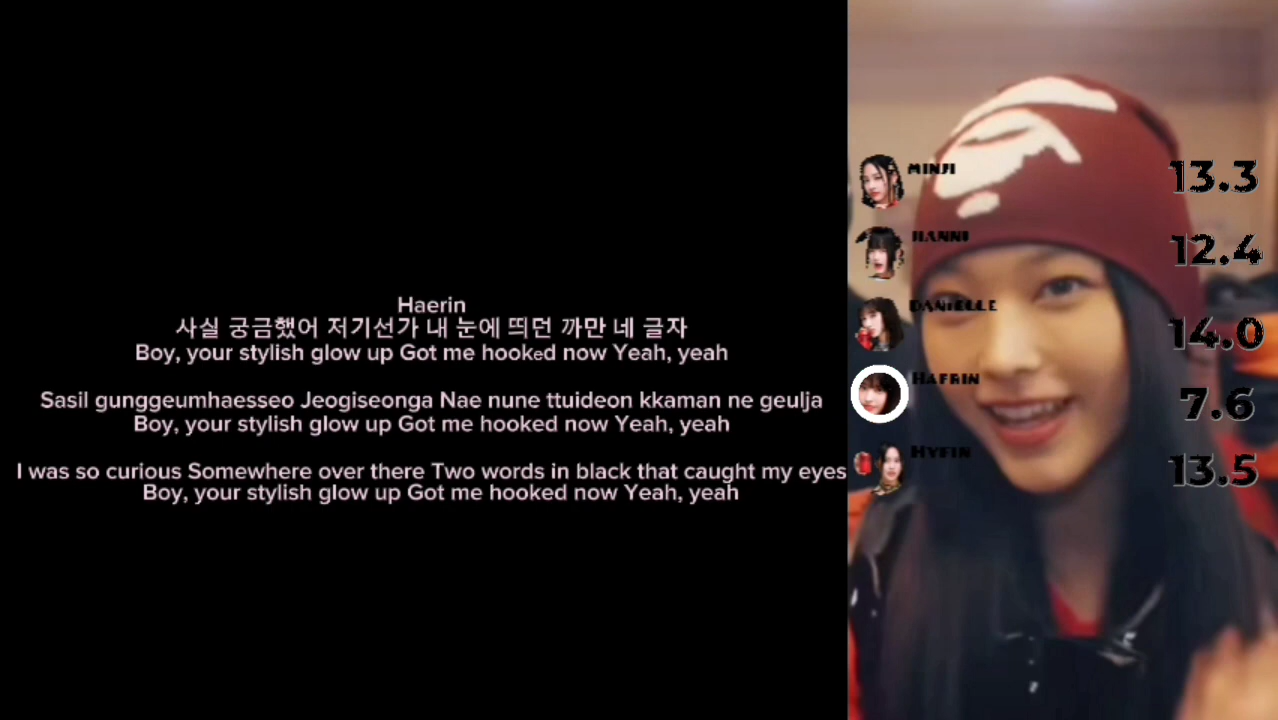 Haerin
사실 궁금했어 저기선가 내 눈에 띄던 까만 네 글자
Boy, your stylish glow up Got me hooked now Yeah, yeah
Sasil gunggeumhaesseo Jeogiseonga Nae nune ttuideon kkaman ne geulja
Boy, your stylish glow up Got me hooked now Yeah, yeah
I was so curious Somewhere over there Two words in black that caught my eyes
Boy, your stylish glow up Got me hooked now Yeah, yeah
MINJI 13.3
HANNI 12.4
DANiELLE 14.0
HAERIN 7.6
HYEIN 13.5